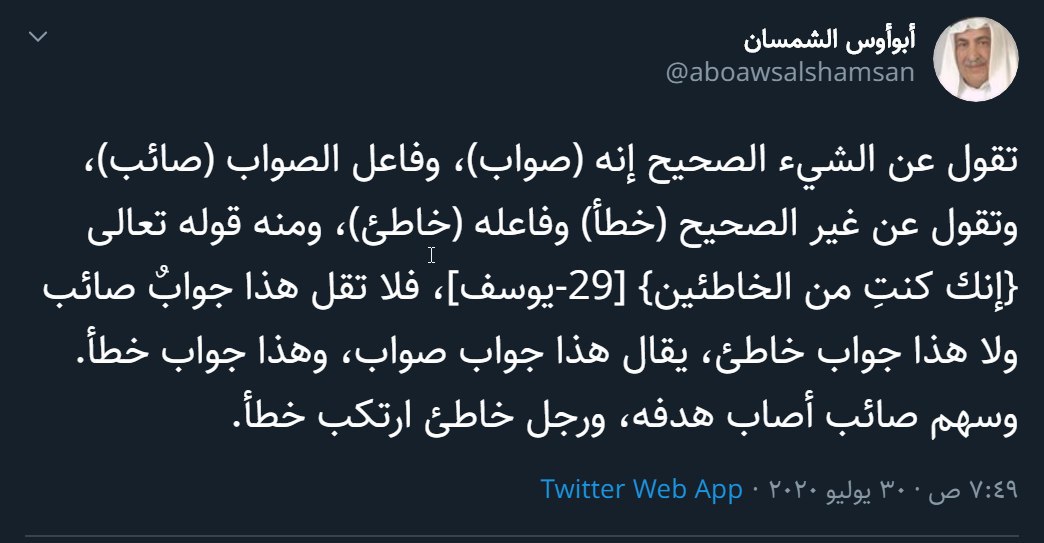 أبوأوس الشمسان
@aboawsalshamsan
تقول عن الشيء الصحيح إنه (صواب)، وفاعل الصواب (صائب)،
وتقول عن غير الصحيح (خطأ) وفاعله (خاطئ)، ومنه قوله تعالى
{إنك كنتِ من الخاطئين} [29-يوسف]، فلا تقل هذا جوابٌ صائب
ولا هذا جواب خاطئ، يقال هذا جواب صواب، وهذا جواب خطأ.
وسهم صائب أصاب هدفه، ورجل خاطئ ارتكب خطأ.
٧:٤٩ ص · ٣٠ يوليو ٢٠٢٠ · Twitter Web App